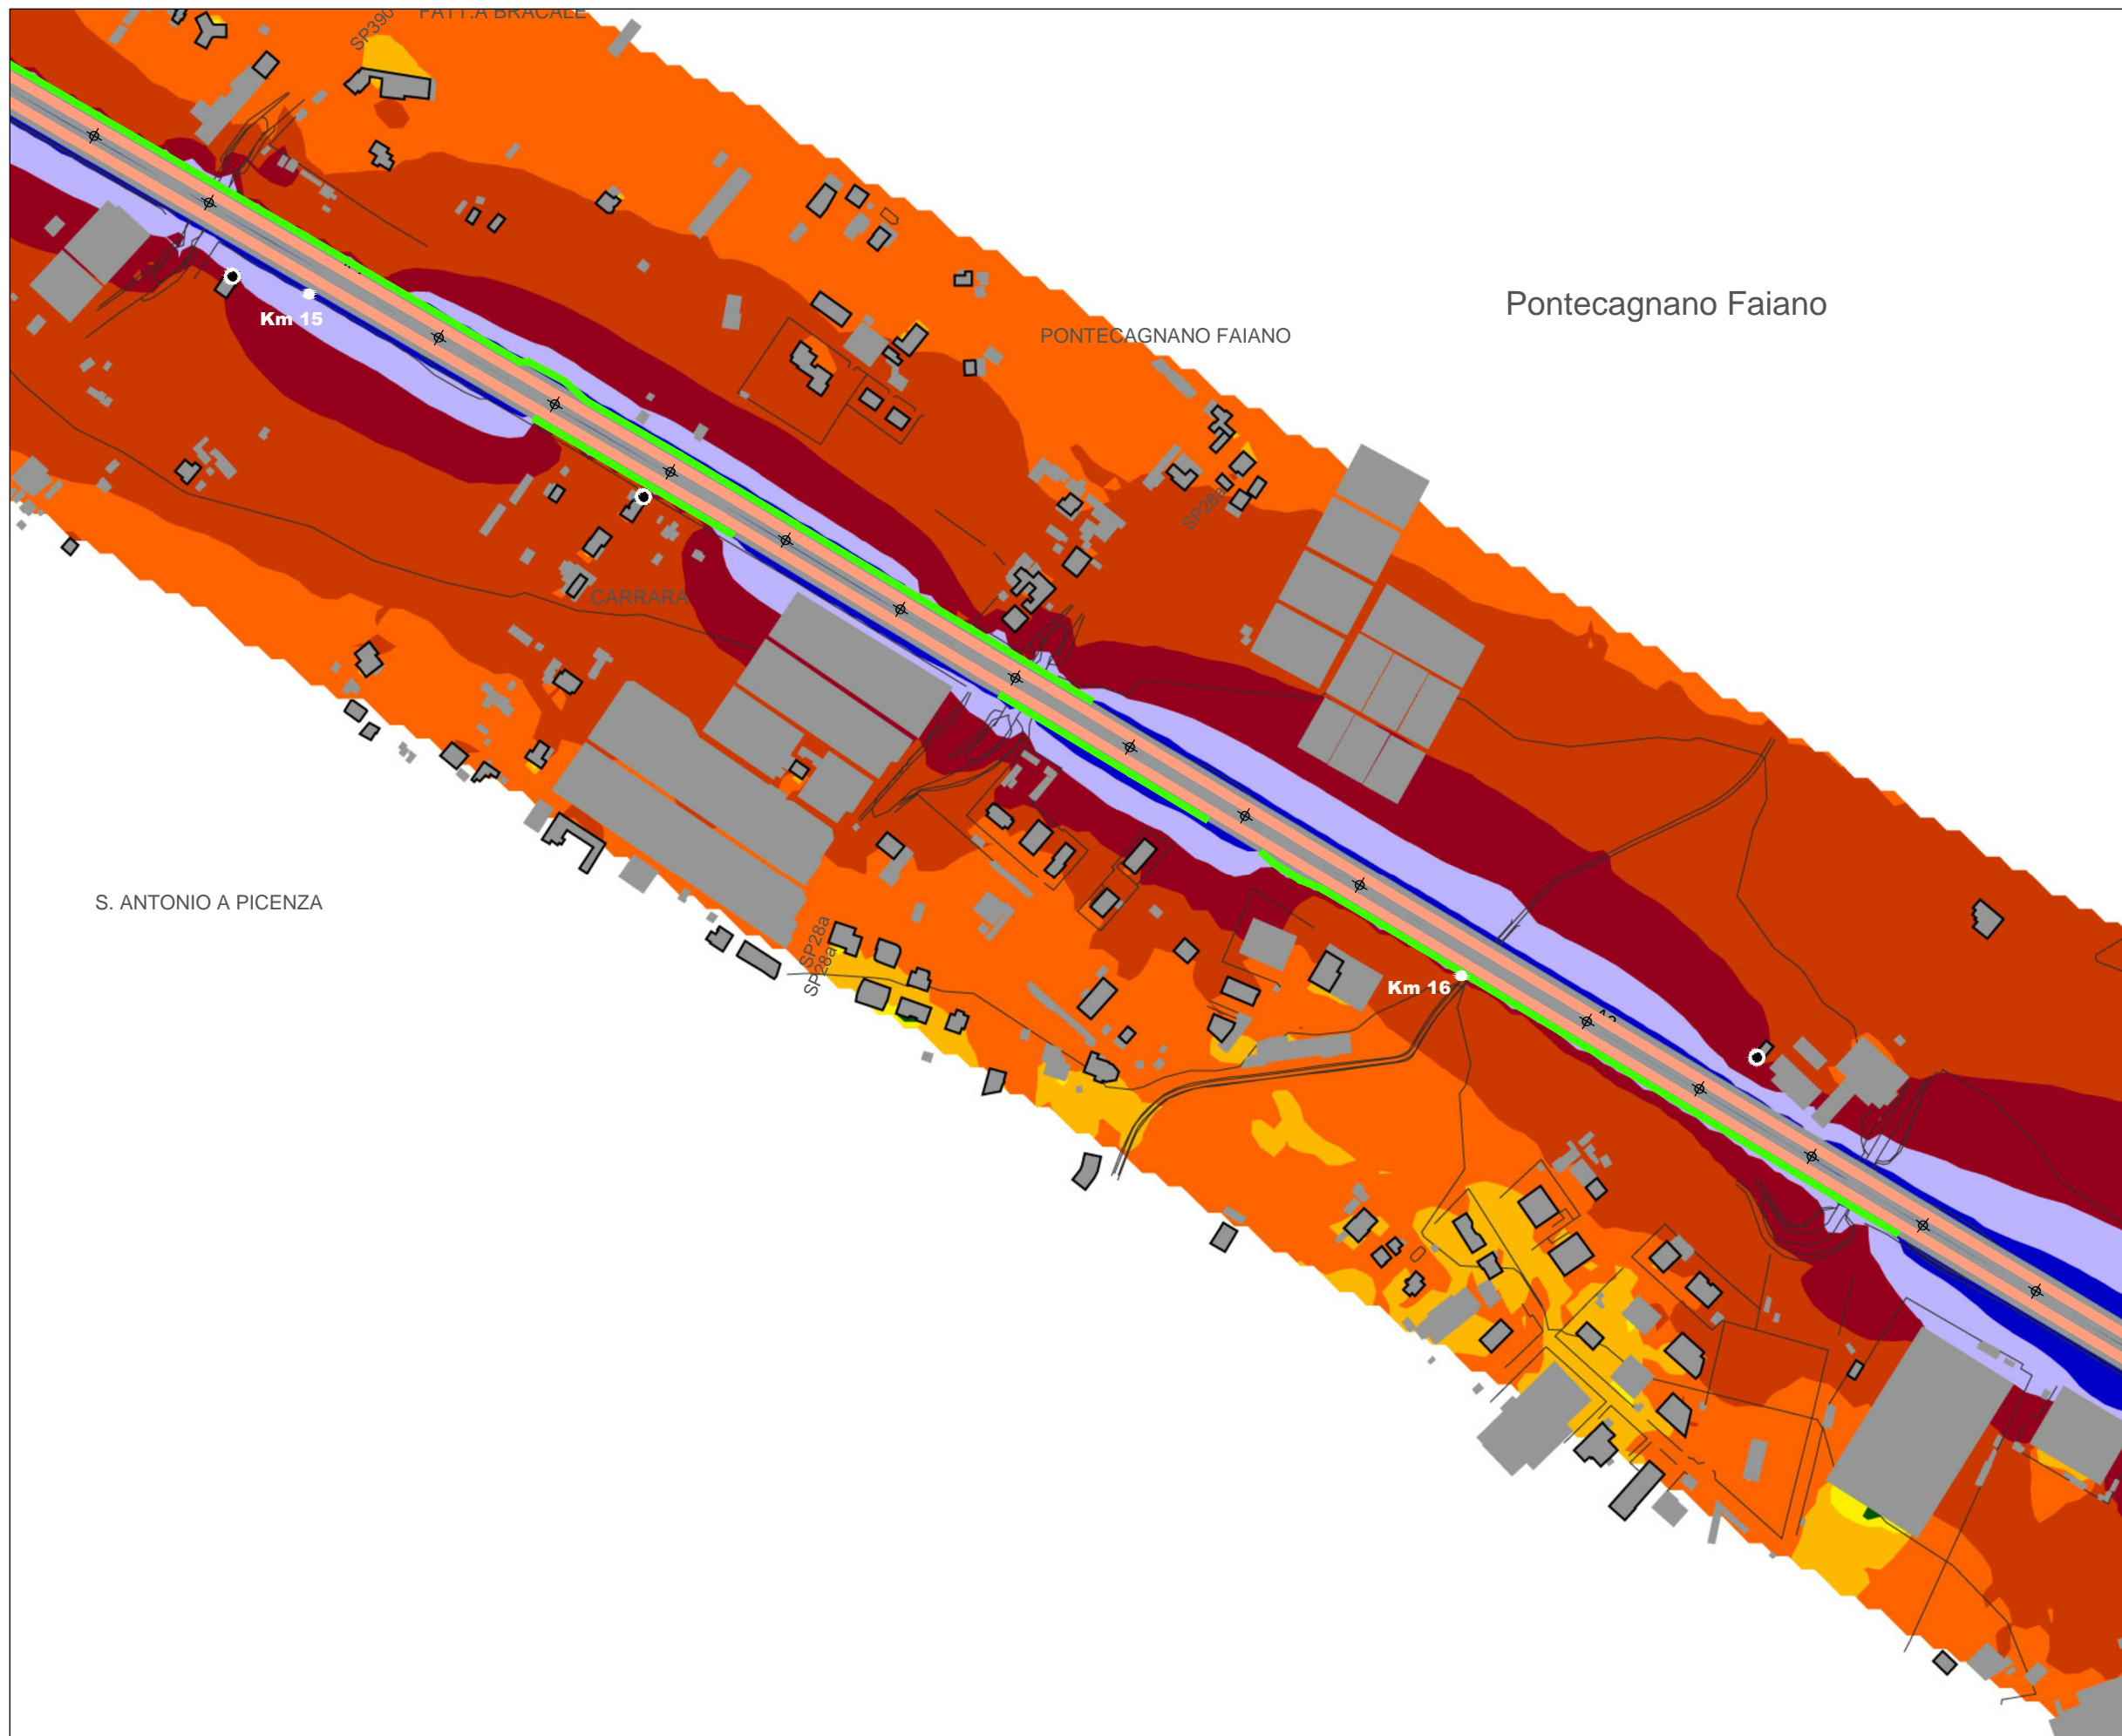 FATT.A BRACALE
SP390
Pontecagnano Faiano
Km 15
PONTECAGNANO FAIANO
SP28a
CARRARA
S. ANTONIO A PICENZA
SP28a
SP28a
Km 16